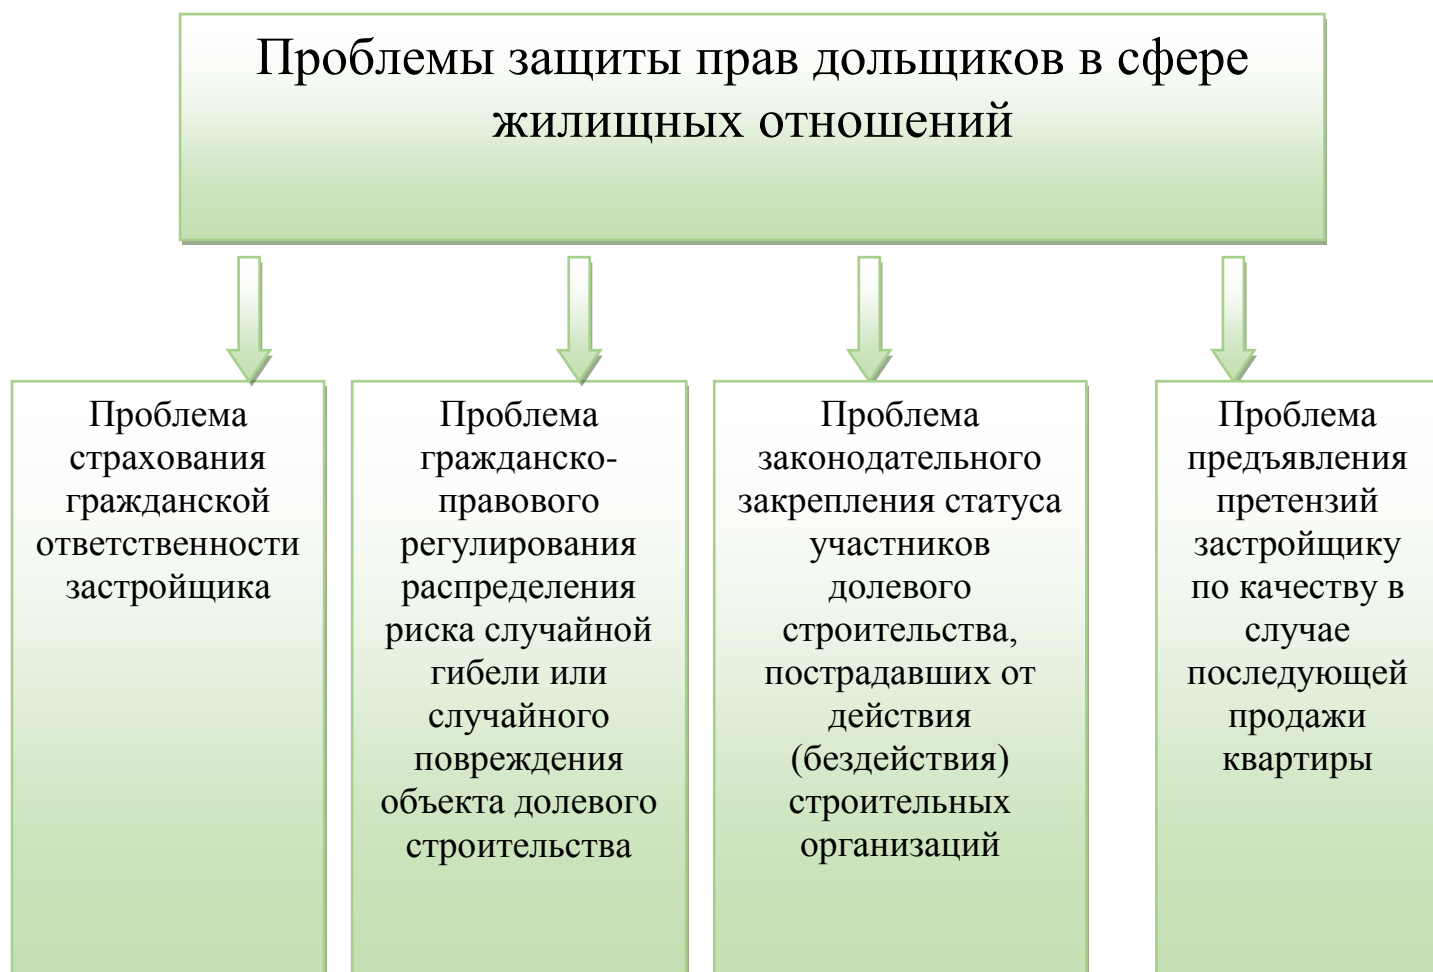 Проблемы защиты прав дольщиков в сфере
жилищных отношений
Проблема
страхования
гражданской
ответственности
застройщика
Проблема
гражданско-
правового
регулирования
распределения
риска случайной
гибели или
случайного
повреждения
объекта долевого
строительства
Проблема
законодательного
закрепления статуса
участников
долевого
строительства,
пострадавших от
действия
(бездействия)
строительных
организаций
Проблема
предъявления
претензий
застройщику
по качеству в
случае
последующей
продажи
квартиры